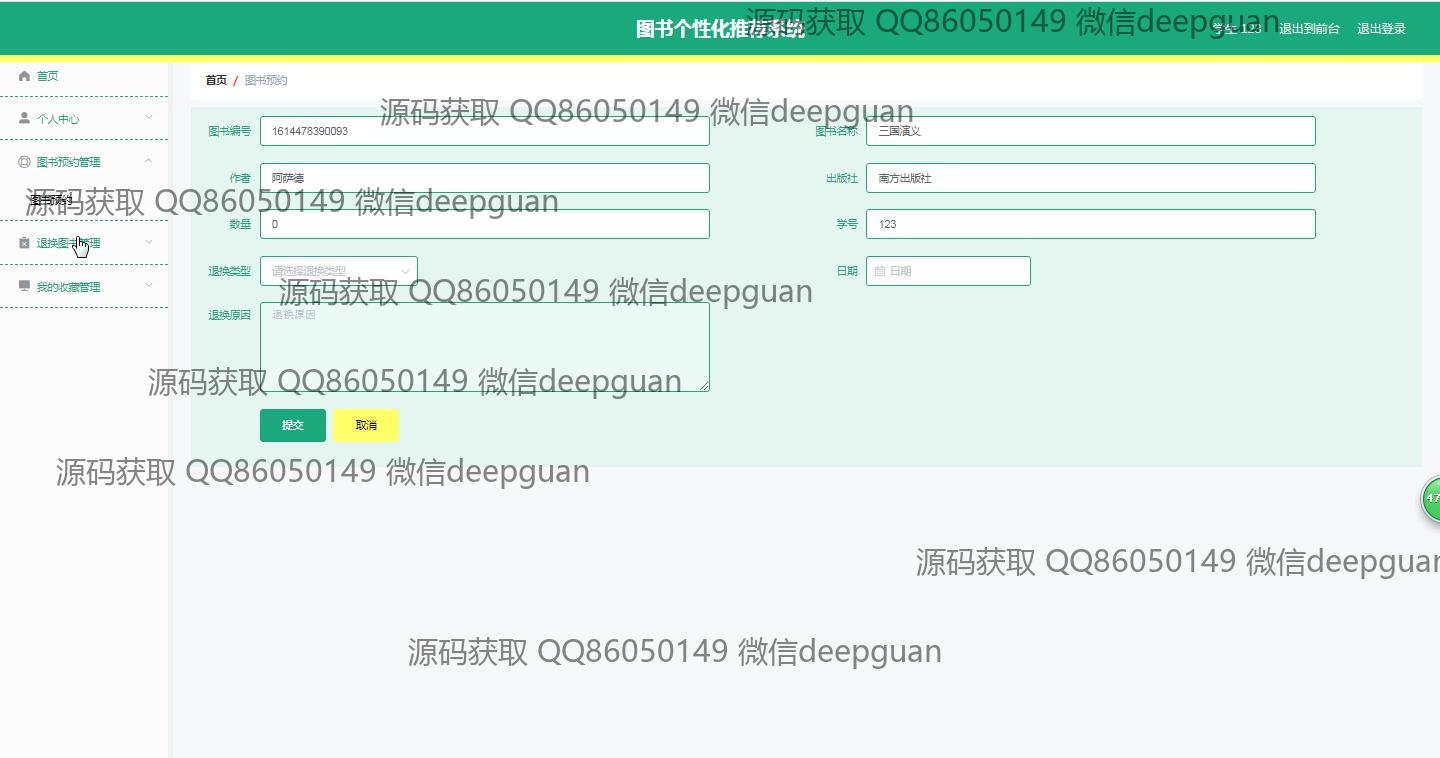 图书个性化推荐系统
源码获取 QQ86050149 微信deepguan
学生 123 退出到前台 退出登录
首页
首页 / 图书预约
源码获取 QQ86050149 微信deepguan
个人中心
图书编号 1614478390093 图书名称 三国演义
图书预约管理
作者 阿萨德 出版社 南方出版社
图书预约
源码获取 QQ86050149 微信deepguan
数量 0 学号 123
退换图书管理
退换类型 请选择退换类型 日期 日期
我的收藏管理
源码获取 QQ86050149 微信deepguan
退换原因 退换原因
源码获取 QQ86050149 微信deepguan
提交 取消
源码获取 QQ86050149 微信deepguan
47
源码获取 QQ86050149 微信deepguan
源码获取 QQ86050149 微信deepguan